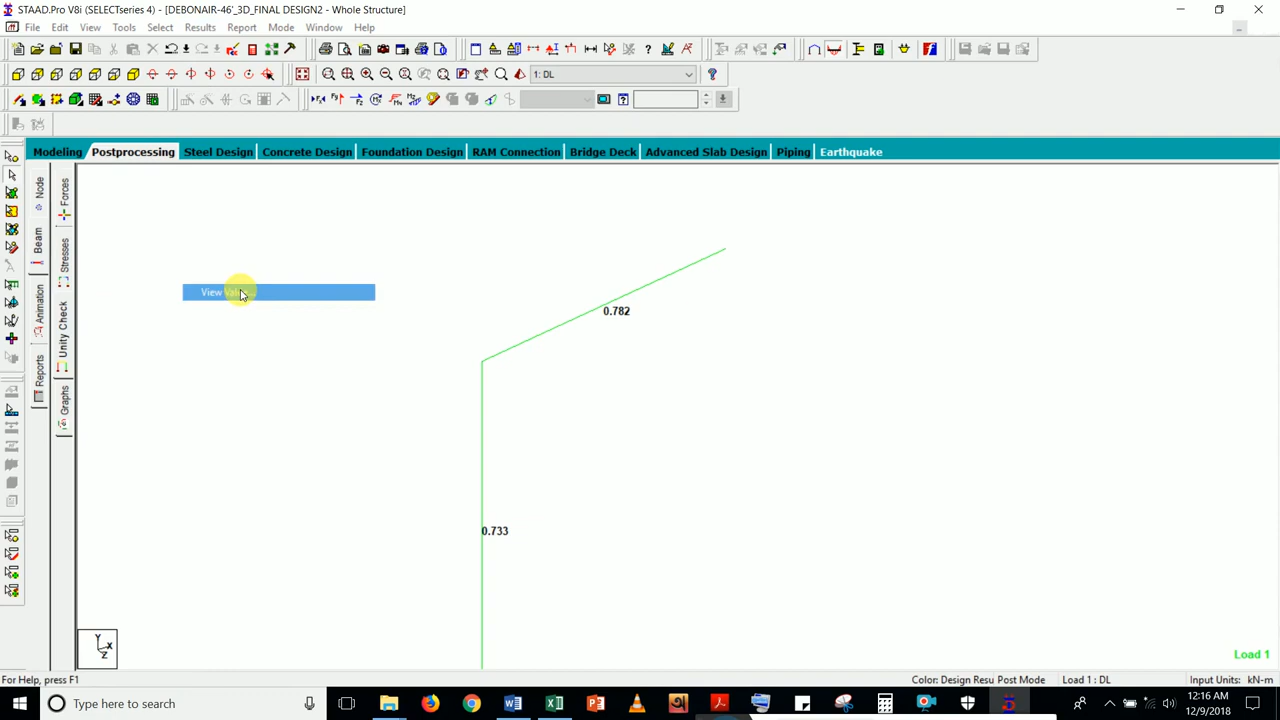 STAAD.Pro V8i (SELECTseries 4) - [DEBONAIR-46'_3D_FINAL DESIGN2 - Whole Structure]
File Edit View Tools Select Results Report Mode Window Help
1: DL
Modeling Postprocessing Steel Design Concrete Design Foundation Design RAM Connection Bridge Deck Advanced Slab Design Piping Earthquake
Node
Beam
Animation
Reports
Forces
Stresses
Unity Check
Graphs
View
0.782
0.733
Y
X
Z
Load 1
For Help, press F1
Color: Design Resu Post Mode Load 1 : DL Input Units: kN-m
Type here to search
12:16 AM
12/9/2018